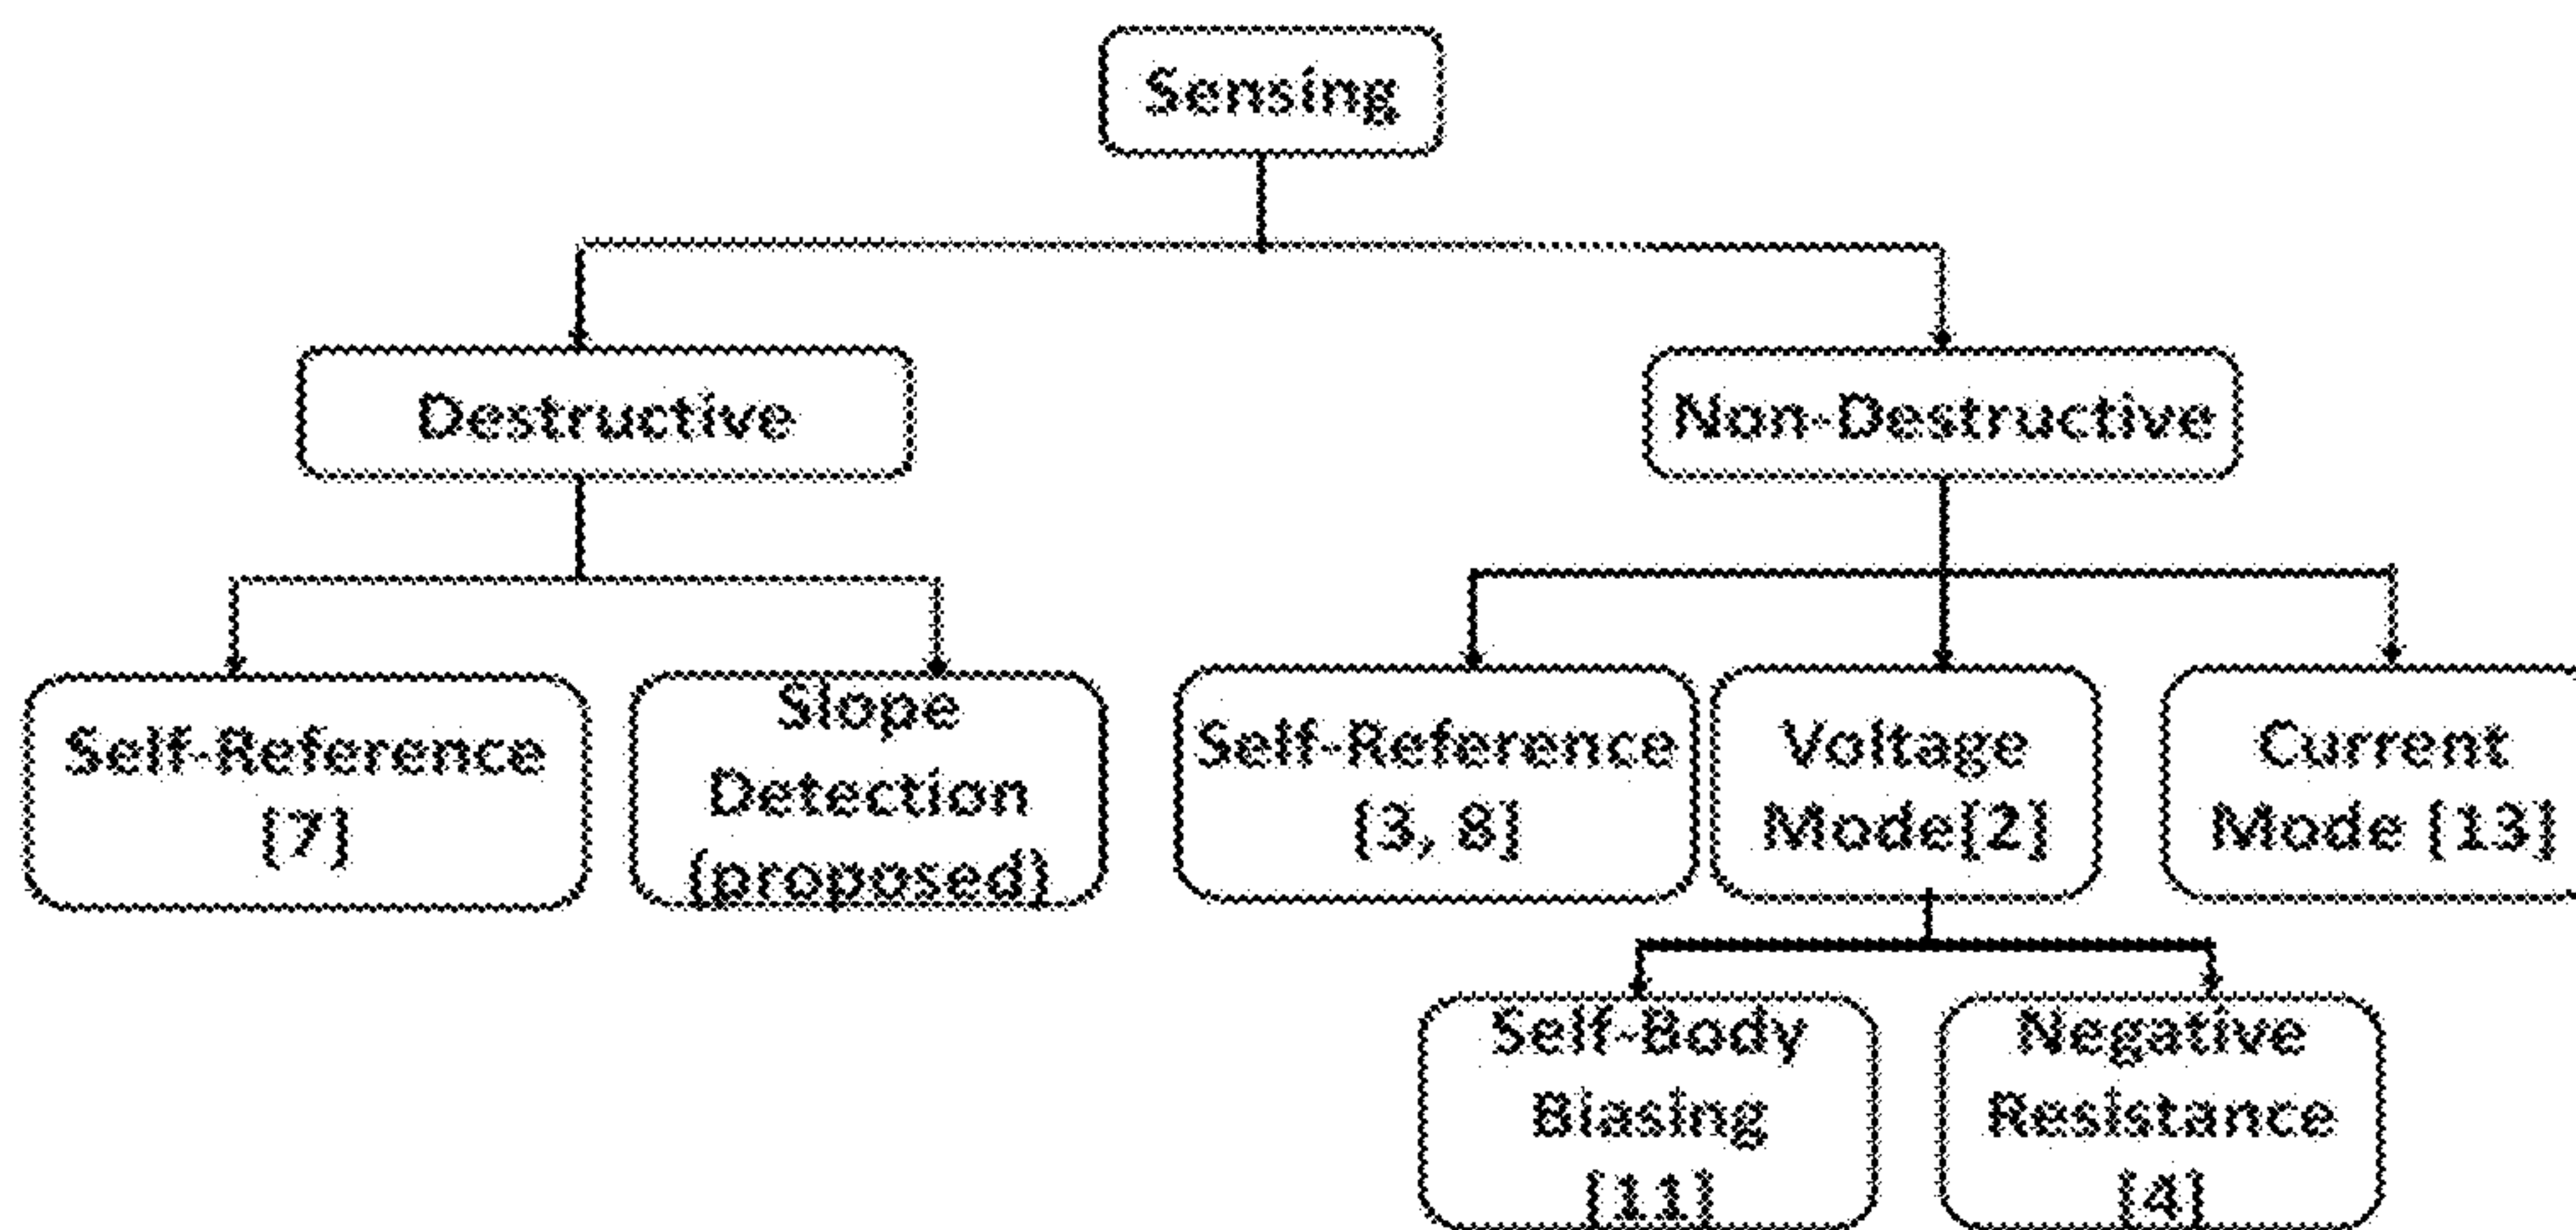 Sensing
Destructive
Non-Destructive
Self-Reference
[7]
Slope
Detection
(proposed)
Self-Reference
[3, 8]
Voltage
Mode[2]
Current
Mode [13]
Self-Body
Biasing
[11]
Negative
Resistance
[4]